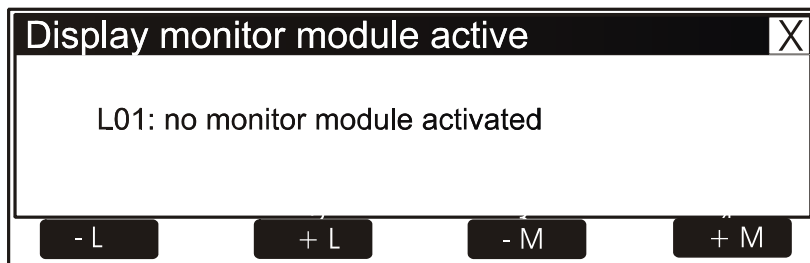 Display monitor module active X
L01: no monitor module activated
- L + L - M + M